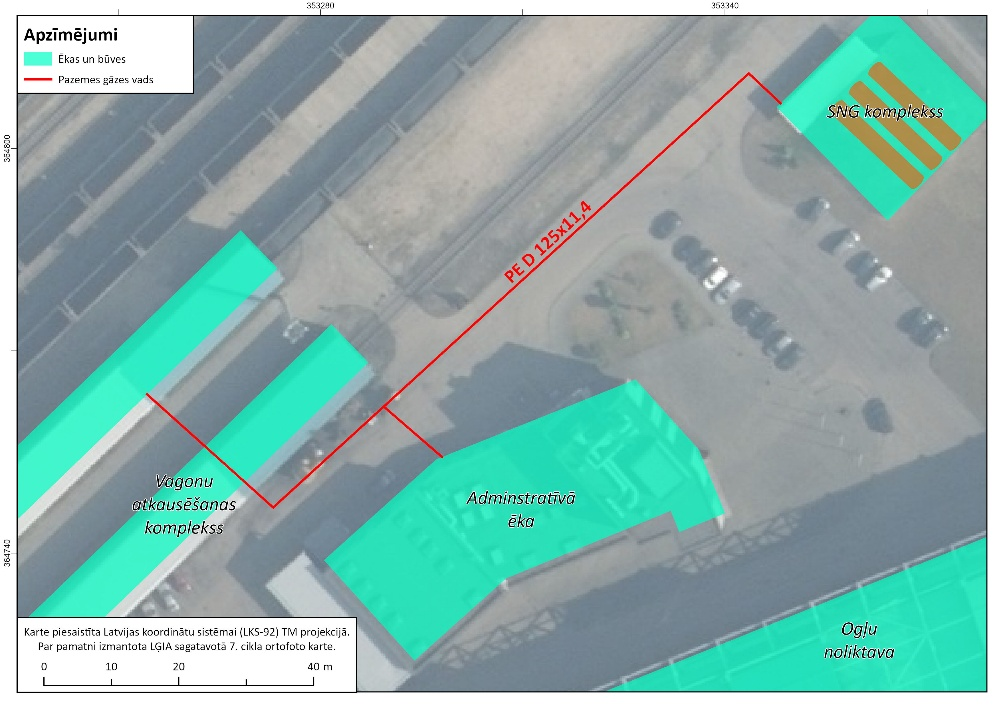 353280
353340
Apzīmējumi
Ēkas un būves
Pazemes gāzes vads
SNG komplekss
354800
PE D 125x11,4
Vagonu
atkausēšanas
komplekss
Adminstratīvā
ēka
364740
Ogļu
noliktava
Karte piesaistīta Latvijas koordinātu sistēmai (LKS-92) TM projekcijā.
Par pamatni izmantota LĢIA sagatavotā 7. cikla ortofoto karte.
0 10 20 40 m